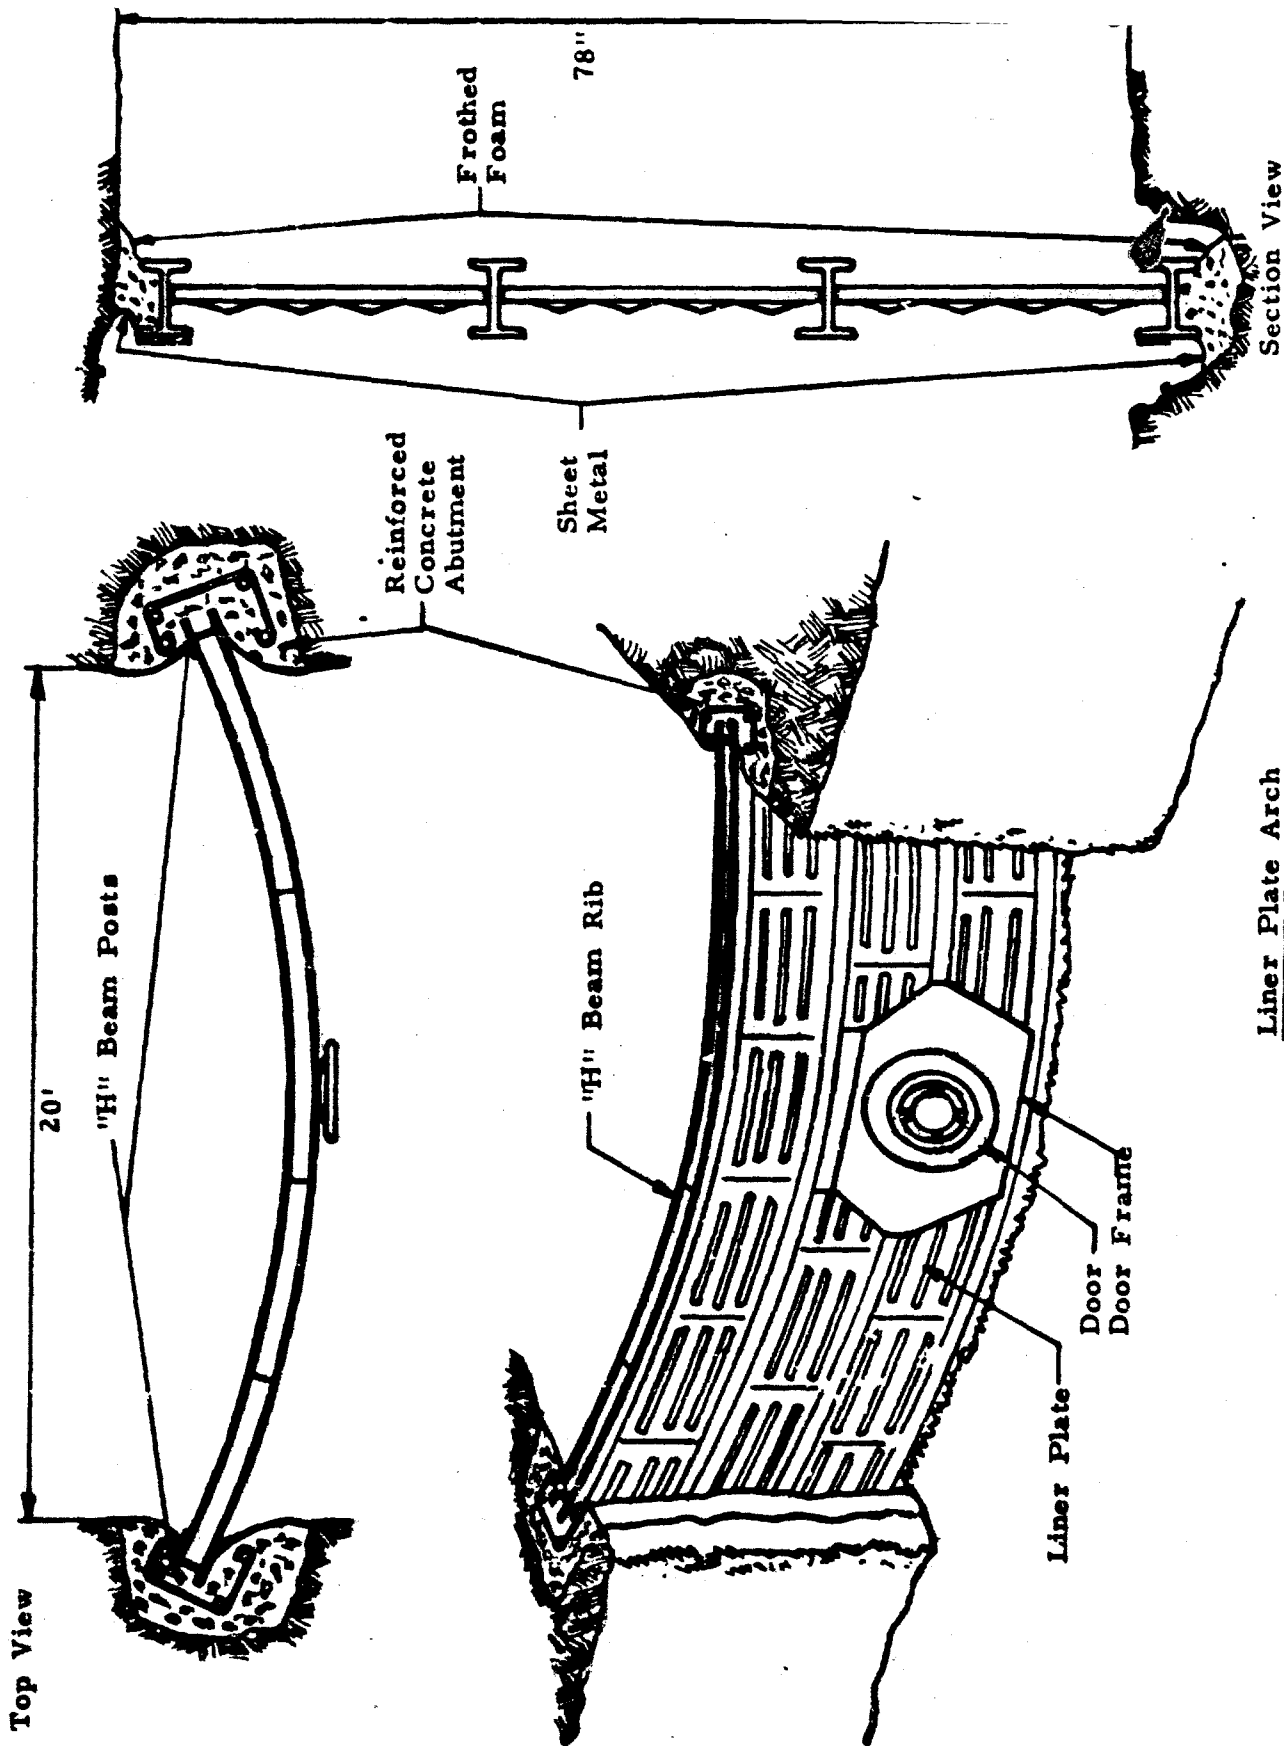 Top View
20'
"H" Beam Posts
Reinforced
Concrete
Abutment
Frothed
Foam
78"
Sheet
Metal
Section View
"H" Beam Rib
Liner Plate
Door
Door Frame
Liner Plate Arch